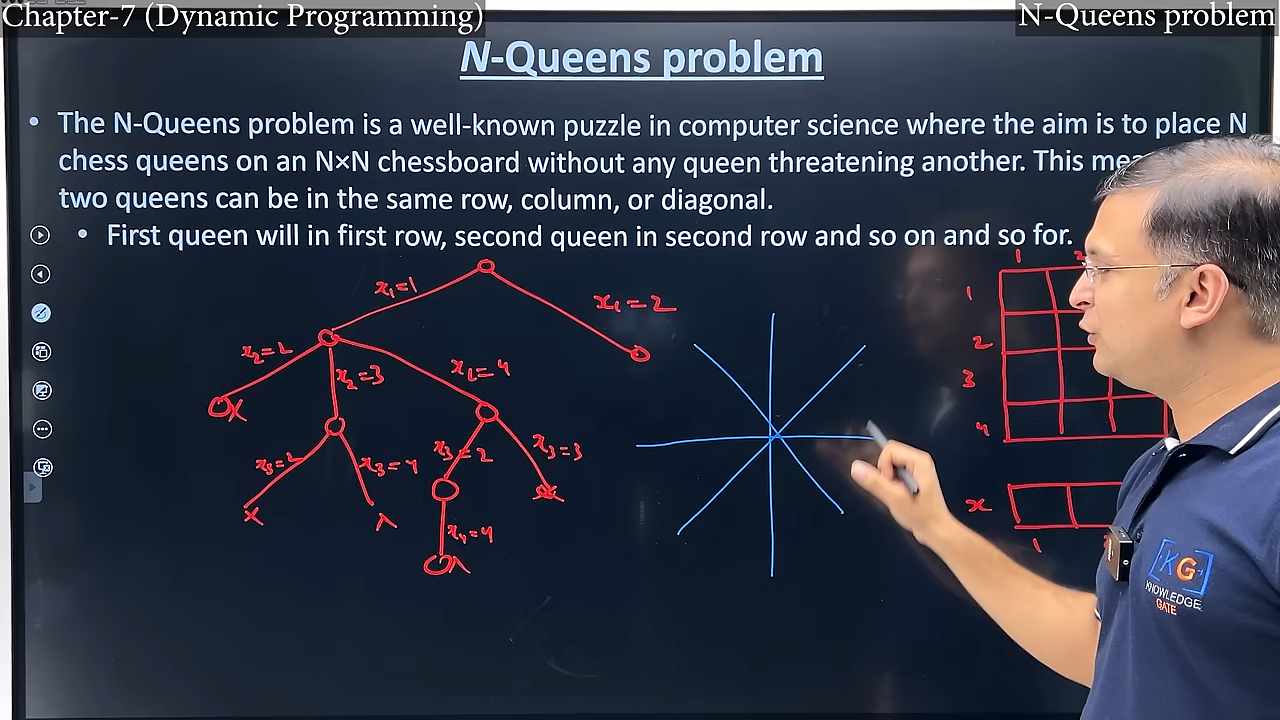 Chapter-7 (Dynamic Programming)
N-Queens problem
N-Queens problem
• The N-Queens problem is a well-known puzzle in computer science where the aim is to place N
chess queens on an N×N chessboard without any queen threatening another. This
two queens can be in the same row, column, or diagonal.
• First queen will in first row, second queen in second row and so on and so for.
x₁=1
x₁=2
x₂=2
x₂=3
x₂=4
x₃=2
x₃=4
x₃=2
x₃=3
x₄=4
1
1
2
3
4
x
1
KG
KNOWLEDGE
GATE